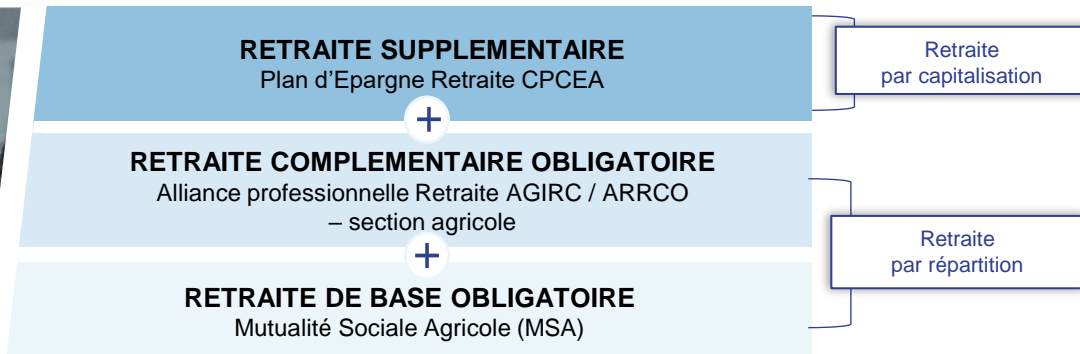 RETRAITE SUPPLEMENTAIRE
Plan d'Epargne Retraite CPCEA
Retraite
par capitalisation
+
RETRAITE COMPLEMENTAIRE OBLIGATOIRE
Alliance professionnelle Retraite AGIRC / ARRCO
– section agricole
+
Retraite
par répartition
RETRAITE DE BASE OBLIGATOIRE
Mutualité Sociale Agricole (MSA)